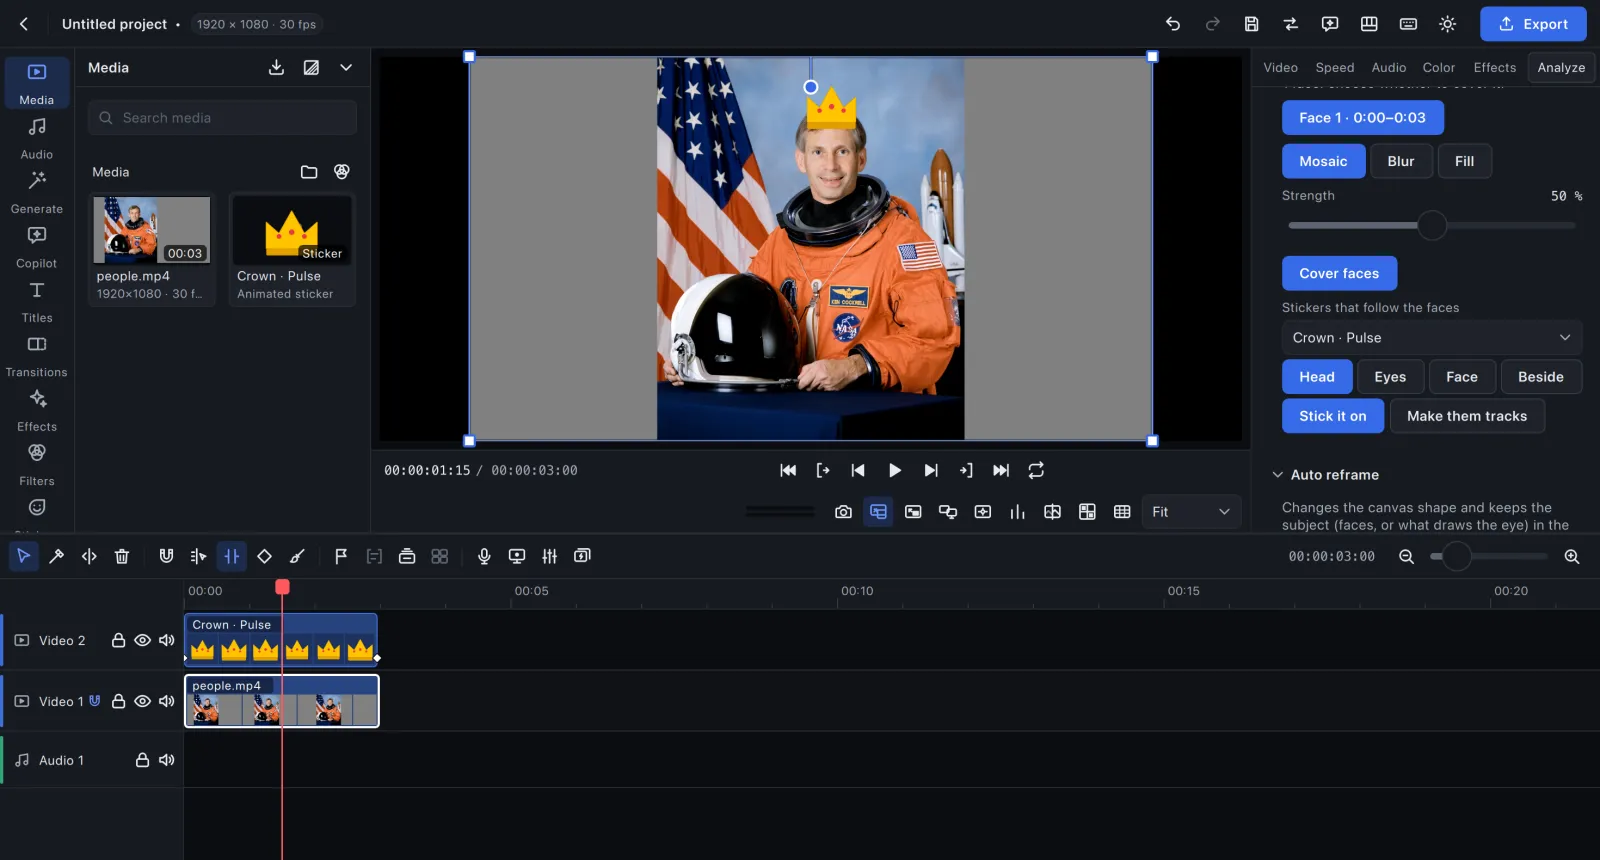 Untitled project •
1920 × 1080 · 30 fps
Export
Media
Audio
Generate
Copilot
Titles
Transitions
Effects
Filters
Media
Search media
Media
00:03
people.mp4
1920×1080 · 30 f…
Sticker
Crown · Pulse
Animated sticker
KEN COCKRELL
NASA
00:00:01:15 / 00:00:03:00
Fit
Video
Speed
Audio
Color
Effects
Analyze
Face 1 · 0:00–0:03
Mosaic
Blur
Fill
Strength
50 %
Cover faces
Stickers that follow the faces
Crown · Pulse
Head
Eyes
Face
Beside
Stick it on
Make them tracks
Auto reframe
Changes the canvas shape and keeps the
subject (faces, or what draws the eye) in the
00:00:03:00
00:00
00:05
00:10
00:15
00:20
Video 2
Crown · Pulse
Video 1
people.mp4
Audio 1